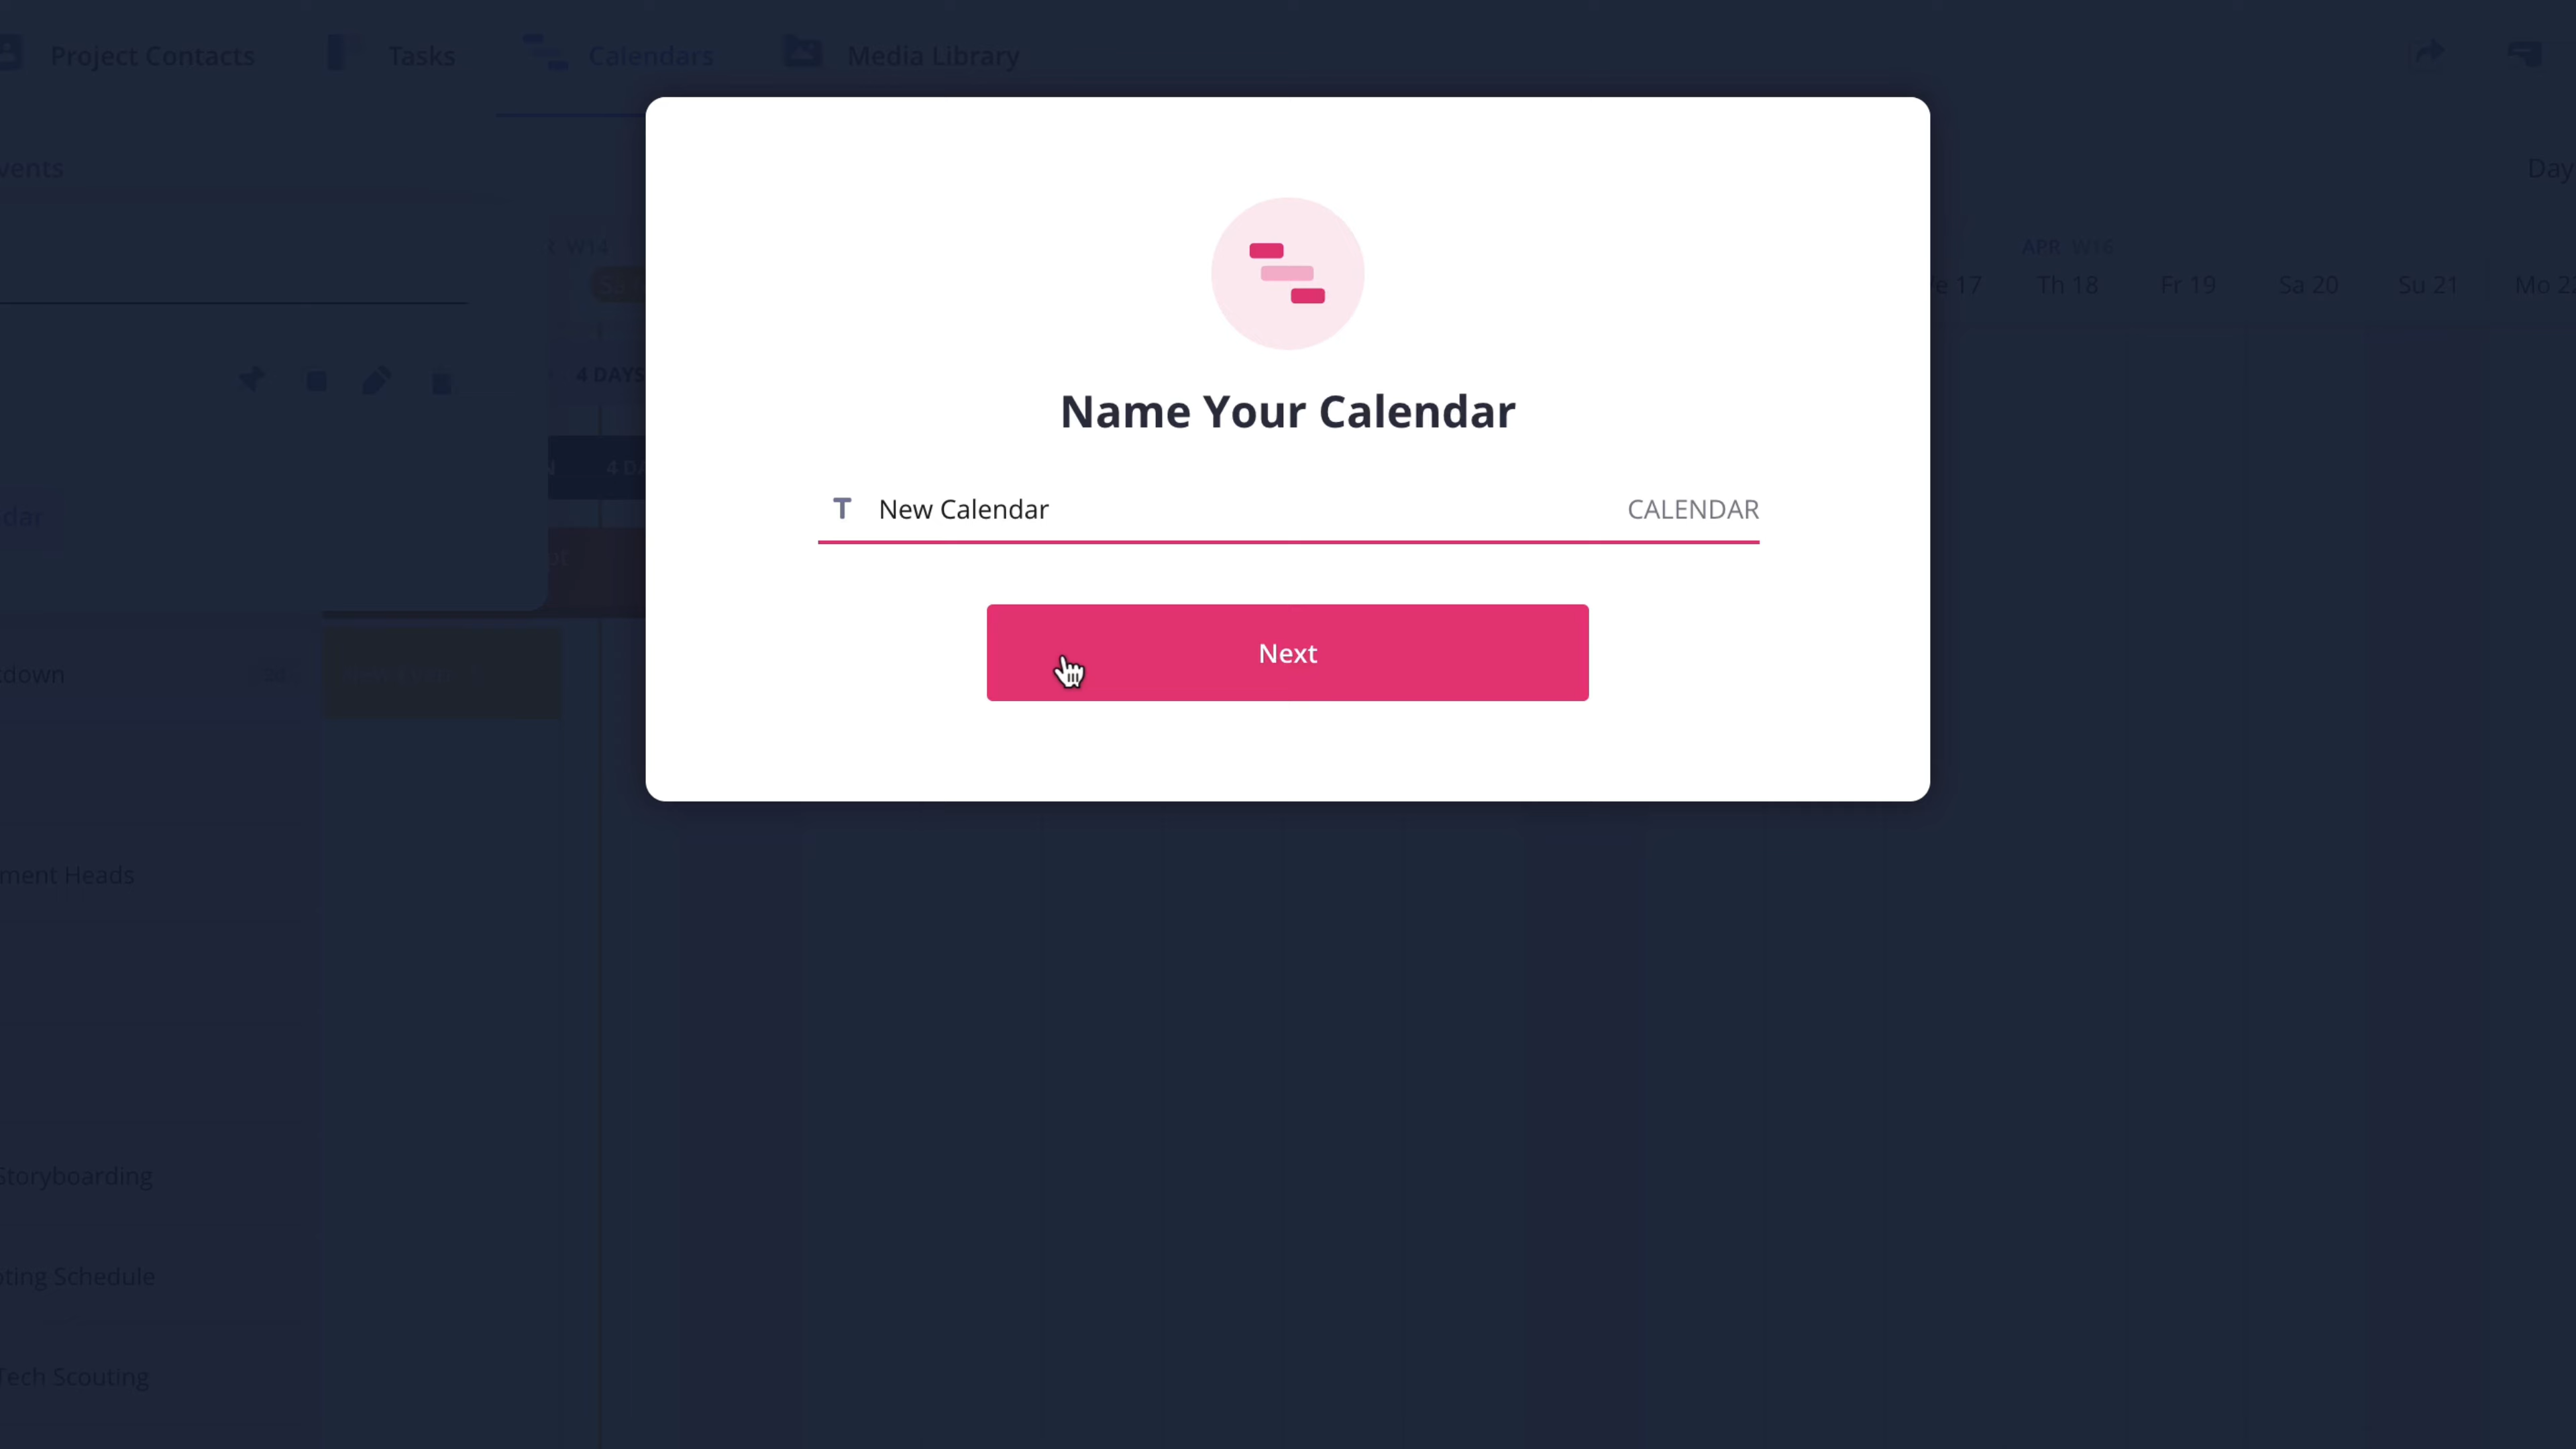 Project Contacts
Tasks
Calendars
Media Library
vents
Day
W14
APR W16
17
Th 18
Fr 19
Sa 20
Su 21
Mo 22
4 DAYS
Name Your Calendar
New Calendar
CALENDAR
Next
dar
down
ment Heads
Storyboarding
ting Schedule
Tech Scouting